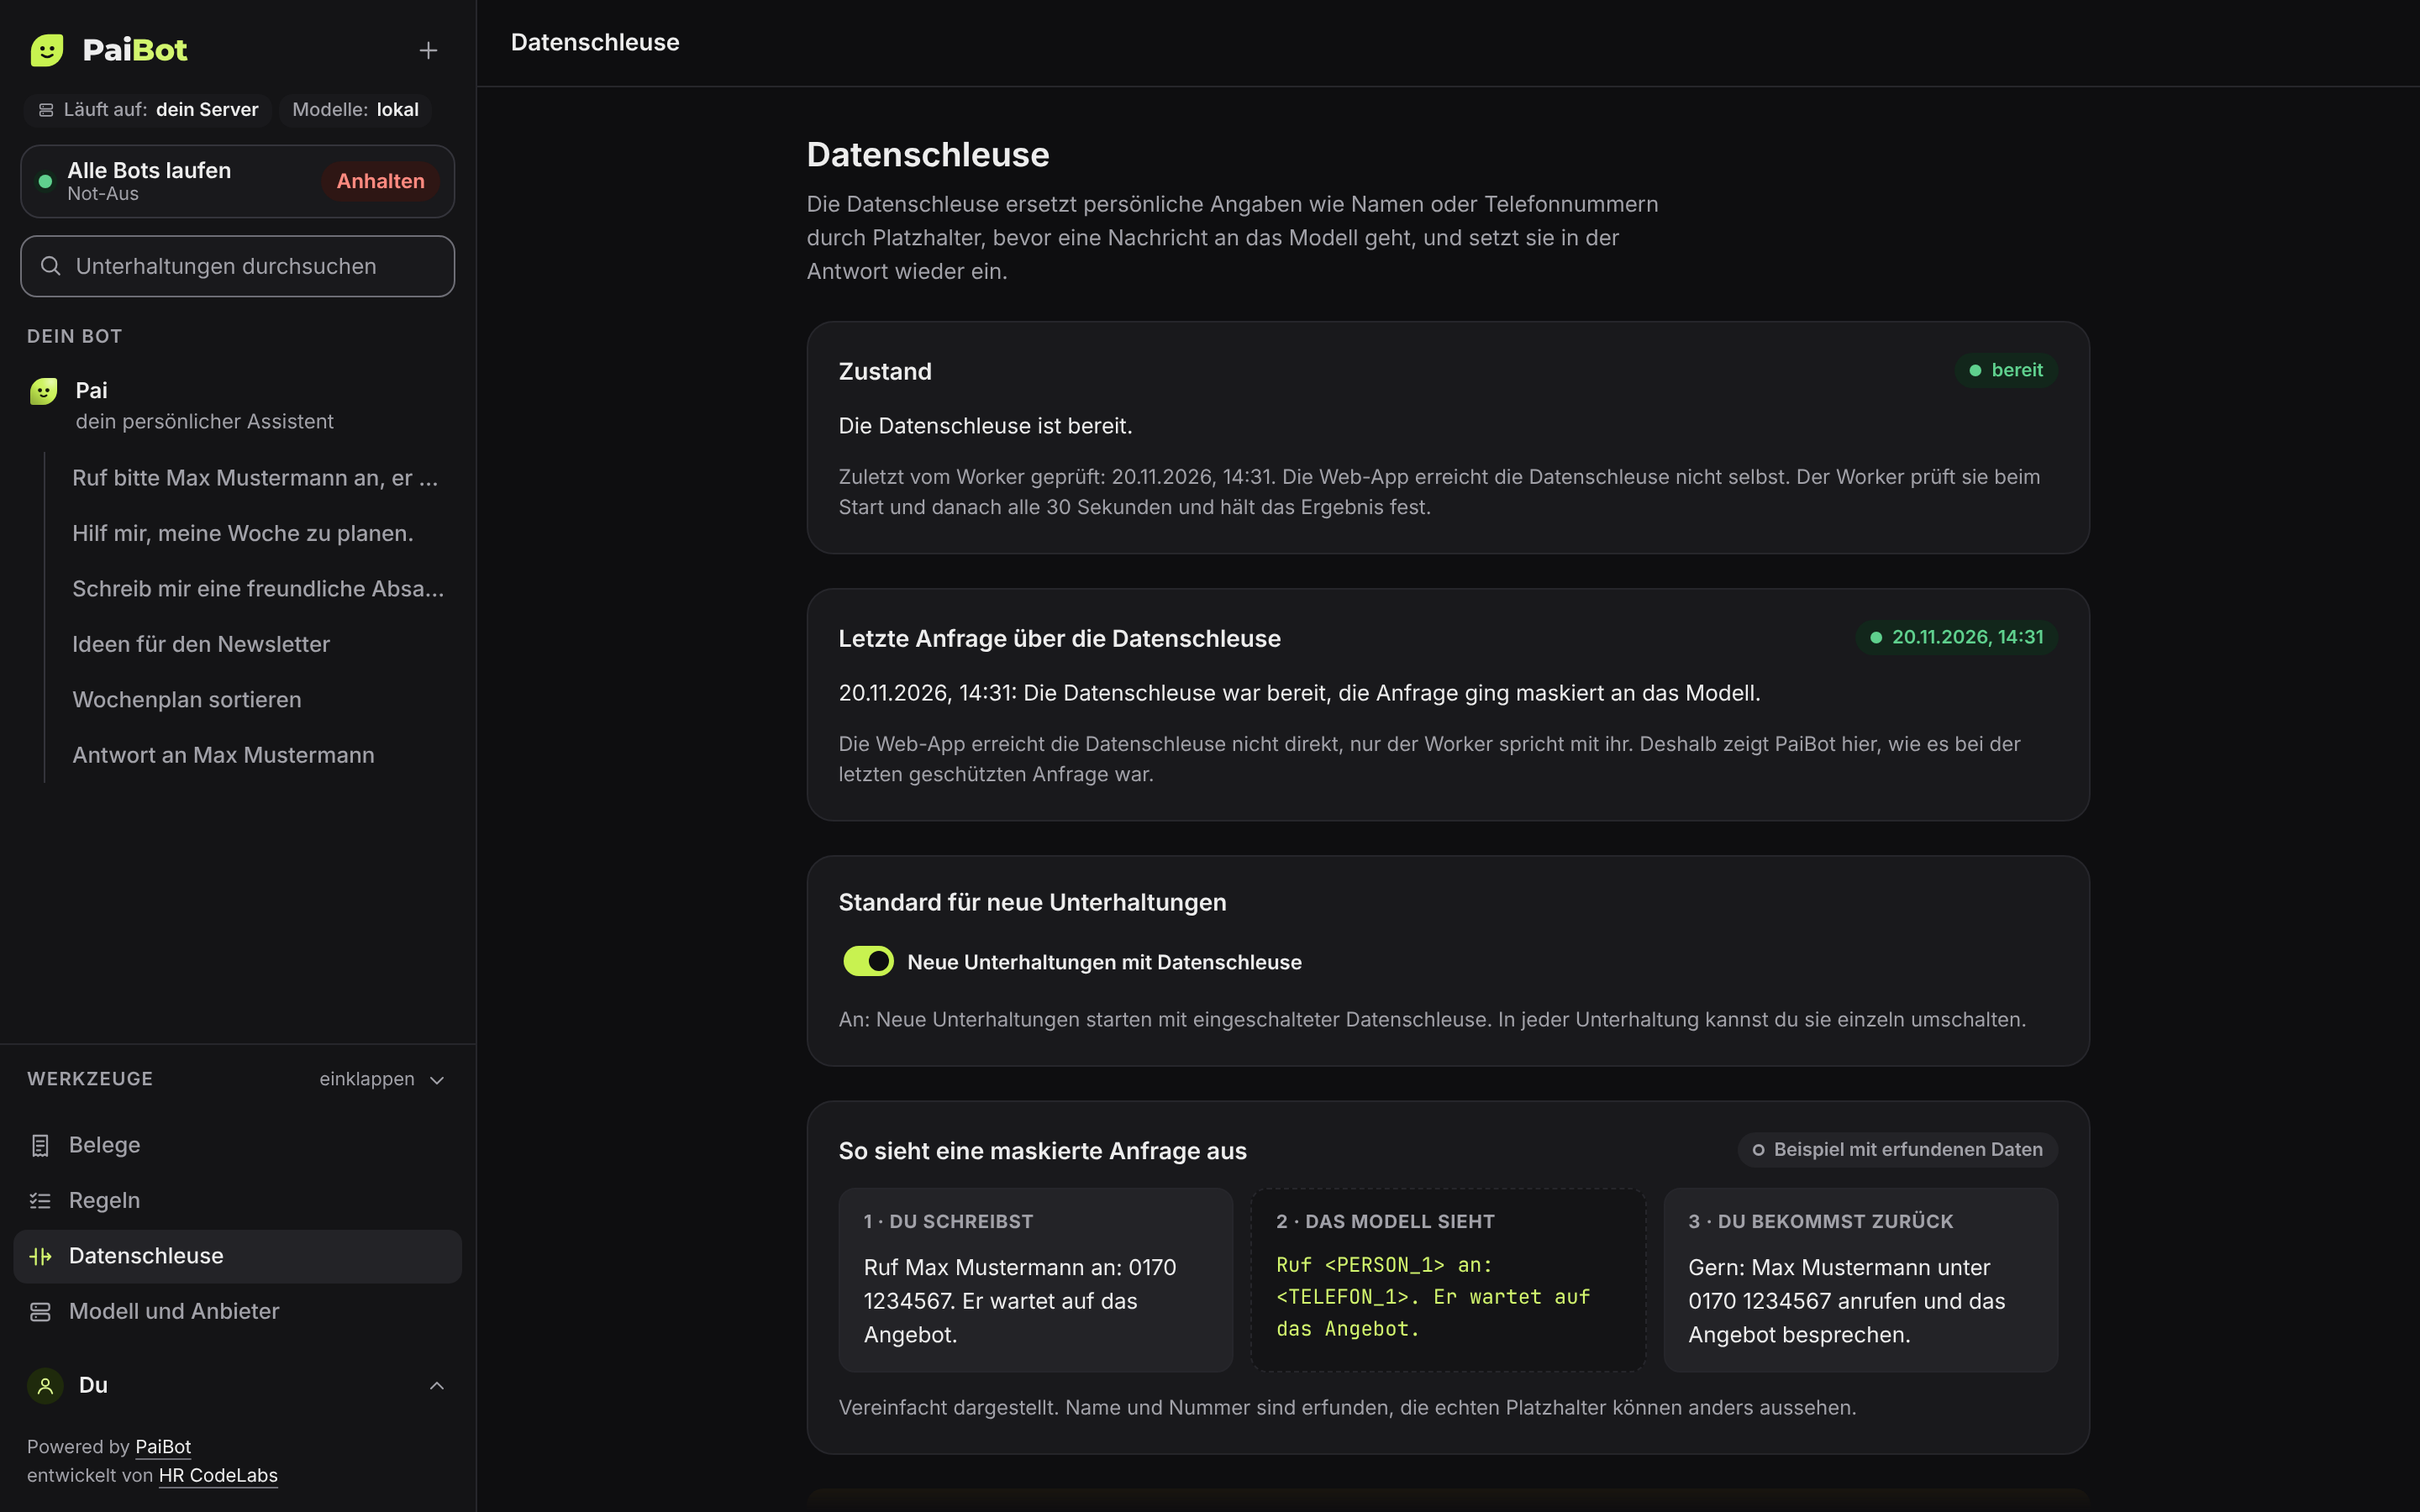 PaiBot
Läuft auf: dein Server
Modelle: lokal
Alle Bots laufen
Not-Aus
Anhalten
Unterhaltungen durchsuchen
DEIN BOT
Pai
dein persönlicher Assistent
Ruf bitte Max Mustermann an, er ...
Hilf mir, meine Woche zu planen.
Schreib mir eine freundliche Absa...
Ideen für den Newsletter
Wochenplan sortieren
Antwort an Max Mustermann
WERKZEUGE
einklappen
Belege
Regeln
Datenschleuse
Modell und Anbieter
Du
Powered by PaiBot
entwickelt von HR CodeLabs
Datenschleuse
Datenschleuse
Die Datenschleuse ersetzt persönliche Angaben wie Namen oder Telefonnummern
durch Platzhalter, bevor eine Nachricht an das Modell geht, und setzt sie in der
Antwort wieder ein.
Zustand
bereit
Die Datenschleuse ist bereit.
Zuletzt vom Worker geprüft: 20.11.2026, 14:31. Die Web-App erreicht die Datenschleuse nicht selbst. Der Worker prüft sie beim
Start und danach alle 30 Sekunden und hält das Ergebnis fest.
Letzte Anfrage über die Datenschleuse
20.11.2026, 14:31
20.11.2026, 14:31: Die Datenschleuse war bereit, die Anfrage ging maskiert an das Modell.
Die Web-App erreicht die Datenschleuse nicht direkt, nur der Worker spricht mit ihr. Deshalb zeigt PaiBot hier, wie es bei der
letzten geschützten Anfrage war.
Standard für neue Unterhaltungen
Neue Unterhaltungen mit Datenschleuse
An: Neue Unterhaltungen starten mit eingeschalteter Datenschleuse. In jeder Unterhaltung kannst du sie einzeln umschalten.
So sieht eine maskierte Anfrage aus
Beispiel mit erfundenen Daten
1 · DU SCHREIBST
Ruf Max Mustermann an: 0170
1234567. Er wartet auf das
Angebot.
2 · DAS MODELL SIEHT
Ruf <PERSON_1> an:
<TELEFON_1>. Er wartet auf
das Angebot.
3 · DU BEKOMMST ZURÜCK
Gern: Max Mustermann unter
0170 1234567 anrufen und das
Angebot besprechen.
Vereinfacht dargestellt. Name und Nummer sind erfunden, die echten Platzhalter können anders aussehen.